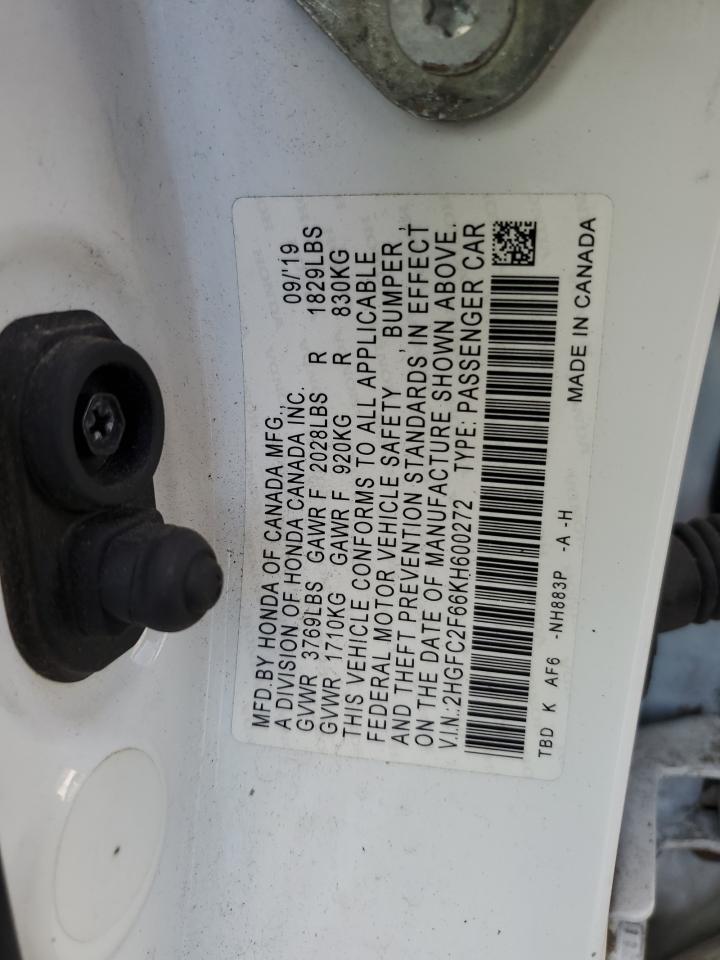 MFD.BY HONDA OF CANADA MFG., 09/'19
A DIVISION OF HONDA CANADA INC.
GVWR 3769LBS GAWR F 2028LBS R 1829LBS
GVWR 1710KG GAWR F 920KG R 830KG
THIS VEHICLE CONFORMS TO ALL APPLICABLE
FEDERAL MOTOR VEHICLE SAFETY , BUMPER ,
AND THEFT PREVENTION STANDARDS IN EFFECT
ON THE DATE OF MANUFACTURE SHOWN ABOVE.
V.I.N.:2HGFC2F66KH600272 TYPE: PASSENGER CAR
TBD K AF6 -NH883P -A -H MADE IN CANADA